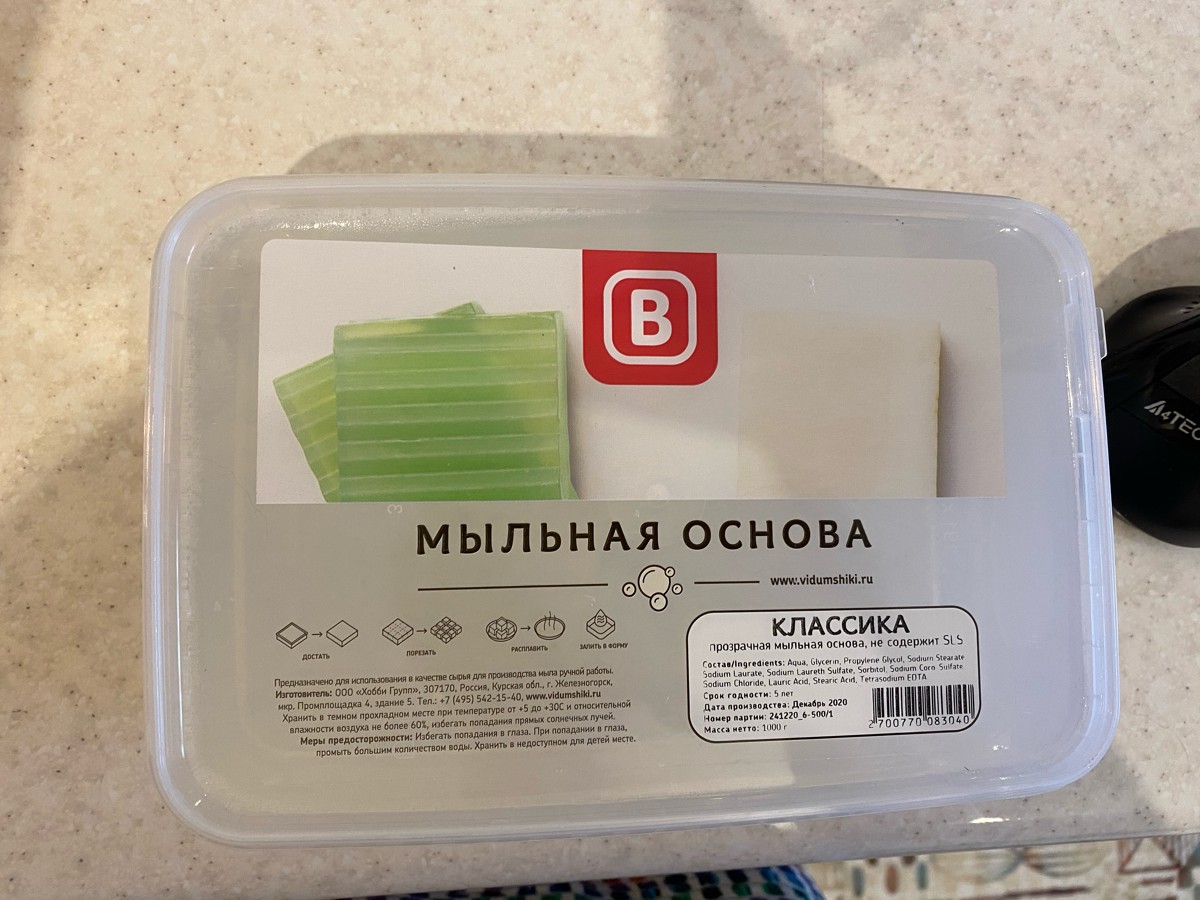 B
МЫЛЬНАЯ ОСНОВА
www.vidumshiki.ru
ДОСТАТЬ
ПОРЕЗАТЬ
РАСПЛАВИТЬ
ЗАЛИТЬ В ФОРМУ
Предназначено для использования в качестве сырья для производства мыла ручной работы.
Изготовитель: ООО «Хобби Групп», 307170, Россия, Курская обл., г. Железногорск,
мкр. Промплощадка 4, здание 5. Тел.: +7 (495) 542-15-40, www.vidumshiki.ru
Хранить в темном прохладном месте при температуре от +5 до +30С и относительной
влажности воздуха не более 60%, избегать попадания прямых солнечных лучей.
Меры предосторожности: Избегать попадания в глаза. При попадании в глаза,
промыть большим количеством воды. Хранить в недоступном для детей месте.
КЛАССИКА
прозрачная мыльная основа, не содержит SLS
Состав/Ingredients: Aqua, Glycerin, Propylene Glycol, Sodium Stearate,
Sodium Laurate, Sodium Laureth Sulfate, Sorbitol, Sodium Coco Sulfate,
Sodium Chloride, Lauric Acid, Stearic Acid, Tetrasodium EDTA
Срок годности: 5 лет
Дата производства: Декабрь 2020
Номер партии: 241220_6-500/1
Масса нетто: 1000 г
2 700770 083040
A4TEC